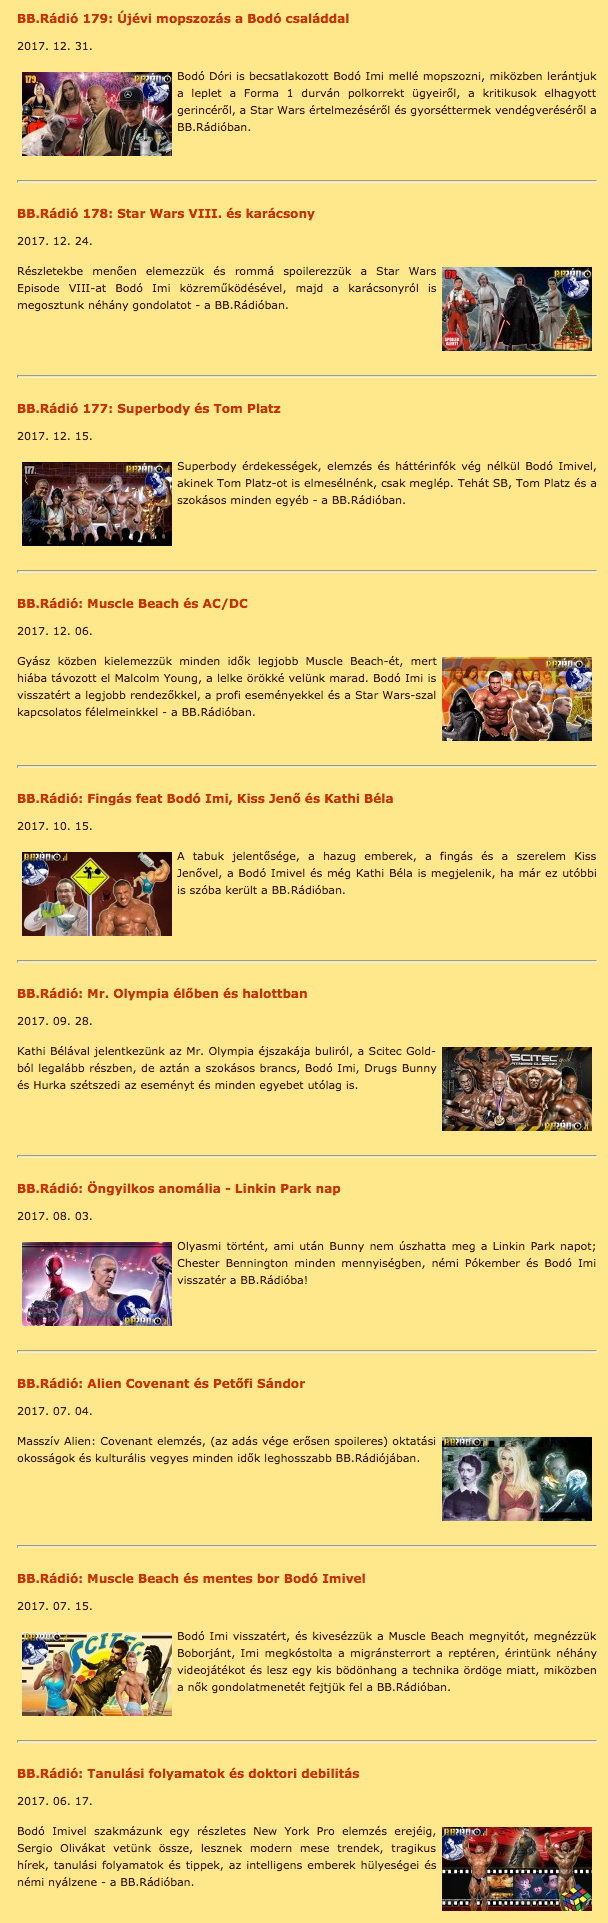 BB.Rádió 179: Újévi mopszozás a Bodó családdal
2017. 12. 31.
179.
Bodó Dóri is becsatlakozott Bodó Imi mellé mopszozni, miközben lerántjuk
a leplet a Forma 1 durván polkorrekt ügyeiről, a kritikusok elhagyott
gerincéről, a Star Wars értelmezéséről és gyorséttermek vendégveréséről a
BB.Rádióban.
BB.Rádió 178: Star Wars VIII. és karácsony
2017. 12. 24.
Részletekbe menően elemezzük és rommá spoilerezzük a Star Wars
Episode VIII-at Bodó Imi közreműködésével, majd a karácsonyról is
megosztunk néhány gondolatot - a BB.Rádióban.
178
BB.Rádió 177: Superbody és Tom Platz
2017. 12. 15.
177
Superbody érdekességek, elemzés és háttérinfók vég nélkül Bodó Imivel,
akinek Tom Platz-ot is elmesélnénk, csak meglép. Tehát SB, Tom Platz és a
szokásos minden egyéb - a BB.Rádióban.
BB.Rádió: Muscle Beach és AC/DC
2017. 12. 06.
Gyász közben kielemezzük minden idők legjobb Muscle Beach-ét, mert
hiába távozott el Malcolm Young, a lelke örökké velünk marad. Bodó Imi is
visszatért a legjobb rendezőkkel, a profi eseményekkel és a Star Wars-szal
kapcsolatos félelmeinkkel - a BB.Rádióban.
BB.Rádió: Fingás feat Bodó Imi, Kiss Jenő és Kathi Béla
2017. 10. 15.
A tabuk jelentősége, a hazug emberek, a fingás és a szerelem Kiss
Jenővel, a Bodó Imivel és még Kathi Béla is megjelenik, ha már ez utóbbi
is szóba került a BB.Rádióban.
BB.Rádió: Mr. Olympia élőben és halottban
2017. 09. 28.
Kathi Bélával jelentkezünk az Mr. Olympia éjszakája buliról, a Scitec Gold-
ból legalább részben, de aztán a szokásos brancs, Bodó Imi, Drugs Bunny
és Hurka szétszedi az eseményt és minden egyebet utólag is.
SCITEC gold
FITNESS CLUB
BB.Rádió: Öngyilkos anomália - Linkin Park nap
2017. 08. 03.
Olyasmi történt, ami után Bunny nem úszhatta meg a Linkin Park napot;
Chester Bennington minden mennyiségben, némi Pókember és Bodó Imi
visszatér a BB.Rádióba!
BB.Rádió: Alien Covenant és Petőfi Sándor
2017. 07. 04.
Masszív Alien: Covenant elemzés, (az adás vége erősen spoileres) oktatási
okosságok és kulturális vegyes minden idők leghosszabb BB.Rádiójában.
BB.Rádió: Muscle Beach és mentes bor Bodó Imivel
2017. 07. 15.
SCITEC
Bodó Imi visszatért, és kivesézzük a Muscle Beach megnyitót, megnézzük
Boborjánt, Imi megkóstolta a migránsterrort a reptéren, érintünk néhány
videojátékot és lesz egy kis bödönhang a technika ördöge miatt, miközben
a nők gondolatmenetét fejtjük fel a BB.Rádióban.
BB.Rádió: Tanulási folyamatok és doktori debilitás
2017. 06. 17.
Bodó Imivel szakmázunk egy részletes New York Pro elemzés erejéig,
Sergio Olivákat vetünk össze, lesznek modern mese trendek, tragikus
hírek, tanulási folyamatok és tippek, az intelligens emberek hülyeségei és
némi nyálzene - a BB.Rádióban.